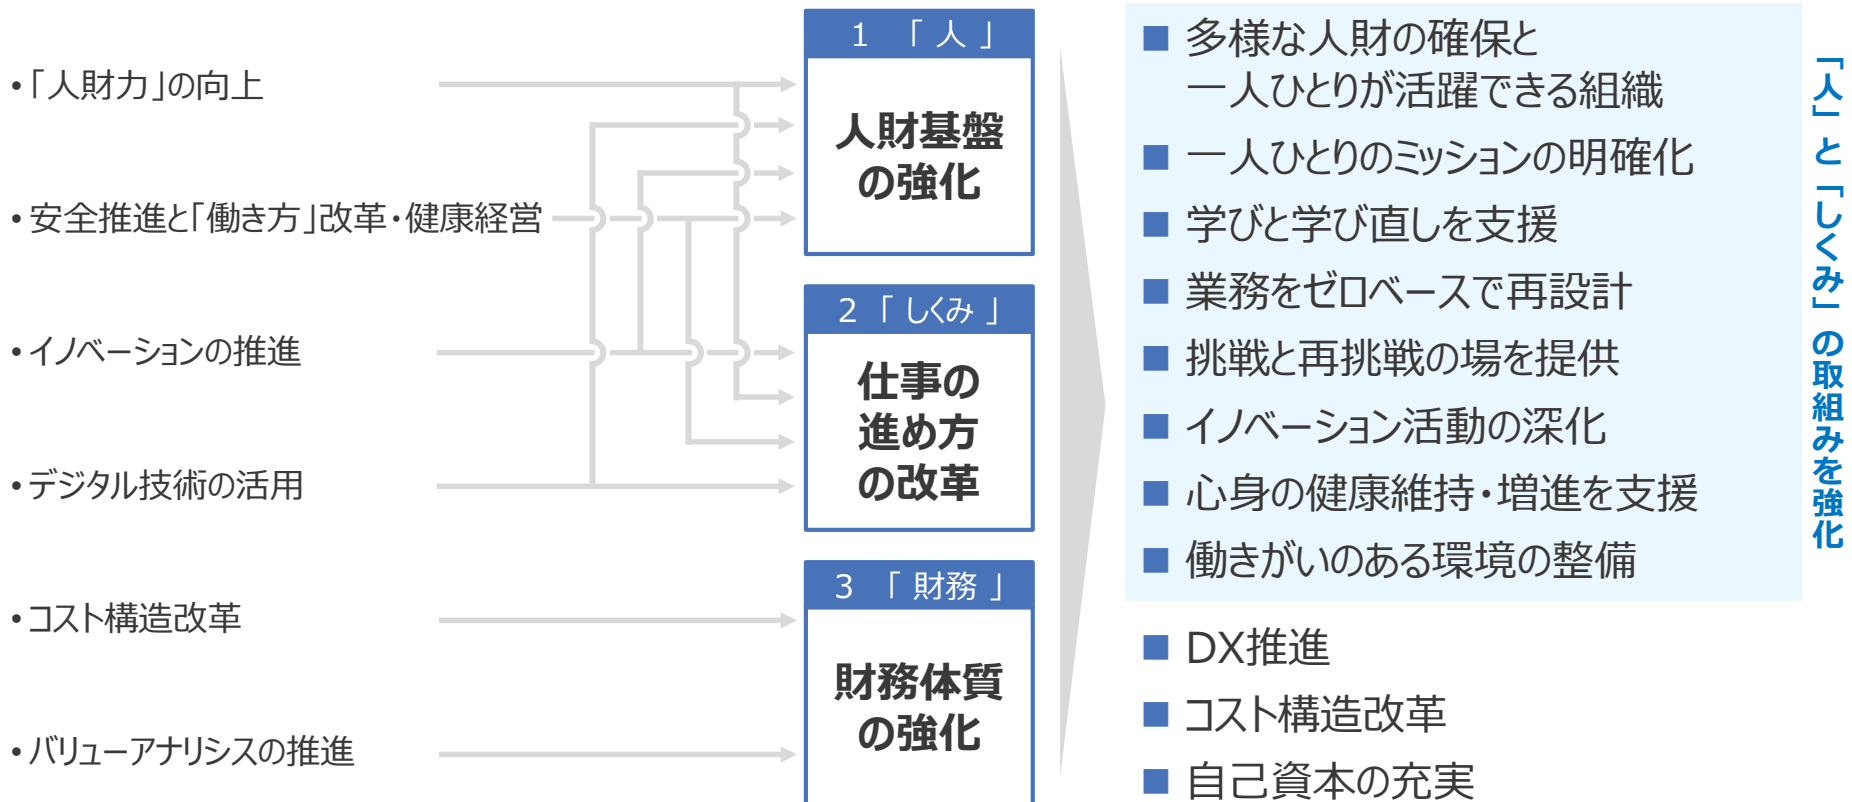 •「人財力」の向上
•安全推進と「働き方」改革・健康経営
•イノベーションの推進
•デジタル技術の活用
•コスト構造改革
•バリューアナリシスの推進
1 「 人 」
人財基盤
の強化
2 「 しくみ 」
仕事の
進め方
の改革
3 「 財務 」
財務体質
の強化
■ 多様な人財の確保と
一人ひとりが活躍できる組織
■ 一人ひとりのミッションの明確化
■ 学びと学び直しを支援
■ 業務をゼロベースで再設計
■ 挑戦と再挑戦の場を提供
■ イノベーション活動の深化
■ 心身の健康維持・増進を支援
■ 働きがいのある環境の整備
■ DX推進
■ コスト構造改革
■ 自己資本の充実
「人」と「しくみ」の取組みを強化